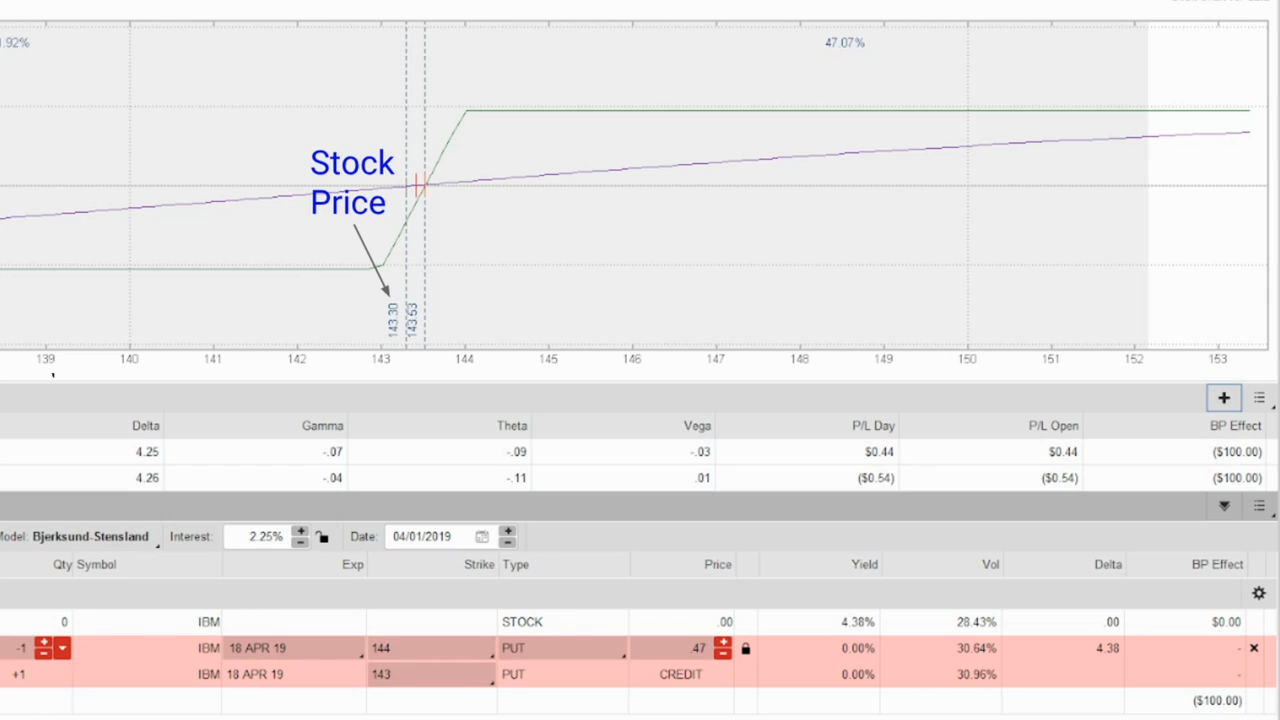 .92%
47.07%
Stock
Price
143.30
143.53
139 140 141 142 143 144 145 146 147 148 149 150 151 152 153
Delta Gamma Theta Vega P/L Day P/L Open BP Effect
4.25 -.07 -.09 -.03 $0.44 $0.44 ($100.00)
4.26 -.04 -.11 .01 ($0.54) ($0.54) ($100.00)
Model: Bjerksund-Stensland Interest: 2.25% Date: 04/01/2019
Qty Symbol Exp Strike Type Price Yield Vol Delta BP Effect
0 IBM STOCK .00 4.38% 28.43% .00 $0.00
-1 IBM 18 APR 19 144 PUT .47 0.00% 30.64% 4.38 -
+1 IBM 18 APR 19 143 PUT CREDIT 0.00% 30.96% -
($100.00)